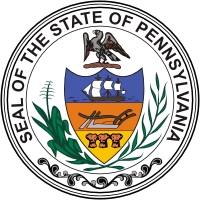 SEAL OF THE STATE OF PENNSYLVANIA